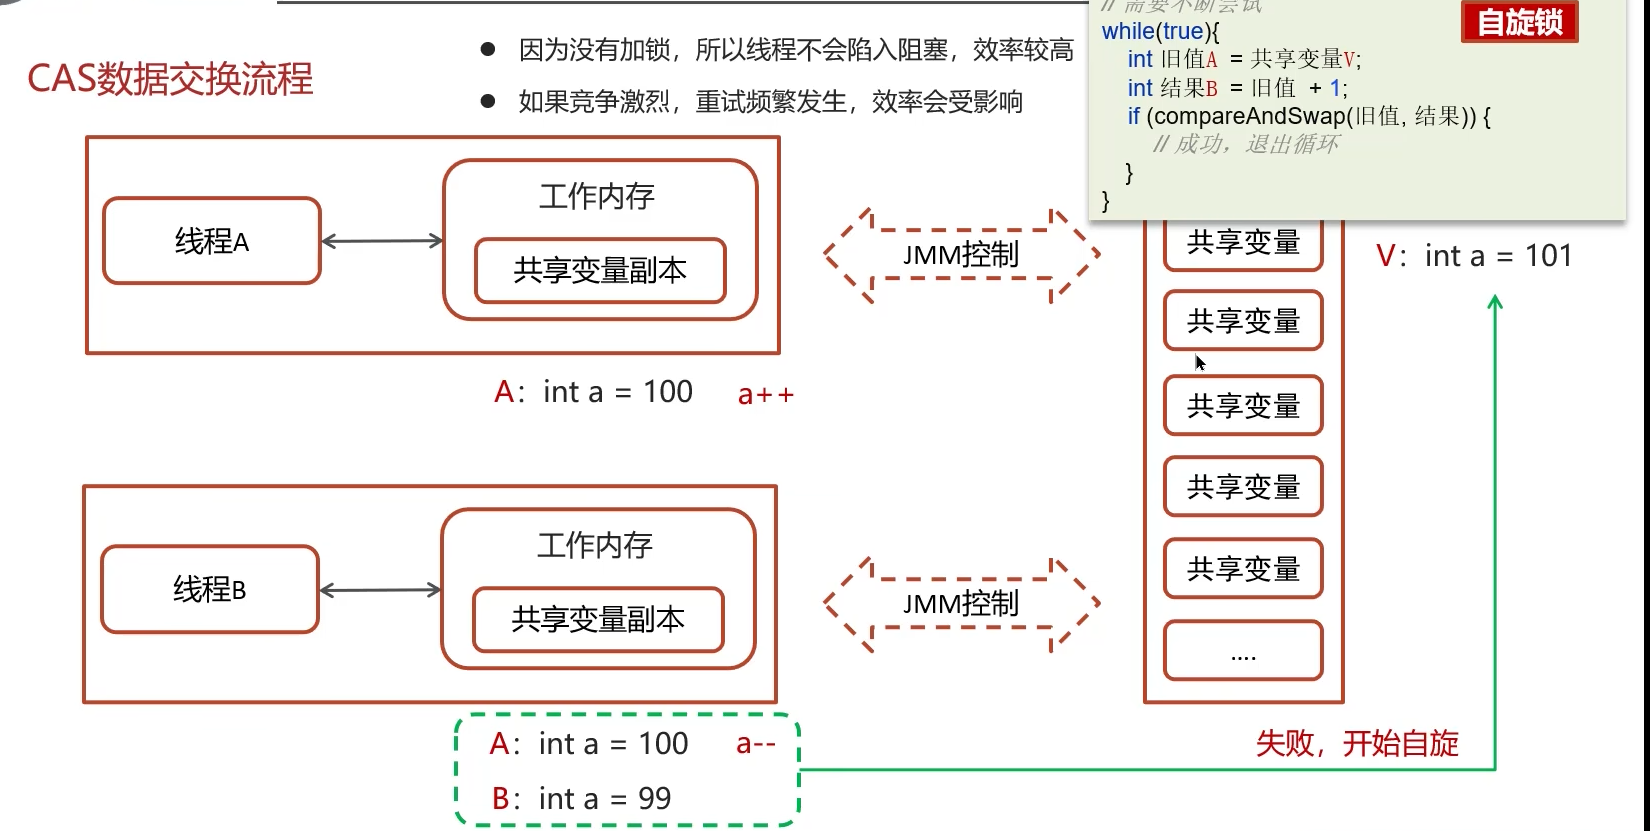 // 需要不断尝试
自旋锁
while(true){
int 旧值A = 共享变量V;
int 结果B = 旧值 + 1;
if (compareAndSwap(旧值, 结果)) {
// 成功，退出循环
}
}
CAS数据交换流程
● 因为没有加锁，所以线程不会陷入阻塞，效率较高
● 如果竞争激烈，重试频繁发生，效率会受影响
线程A
工作内存
共享变量副本
JMM控制
共享变量
V： int a = 101
共享变量
A： int a = 100 a++
共享变量
共享变量
线程B
工作内存
共享变量副本
JMM控制
共享变量
....
A： int a = 100 a--
B： int a = 99
失败，开始自旋